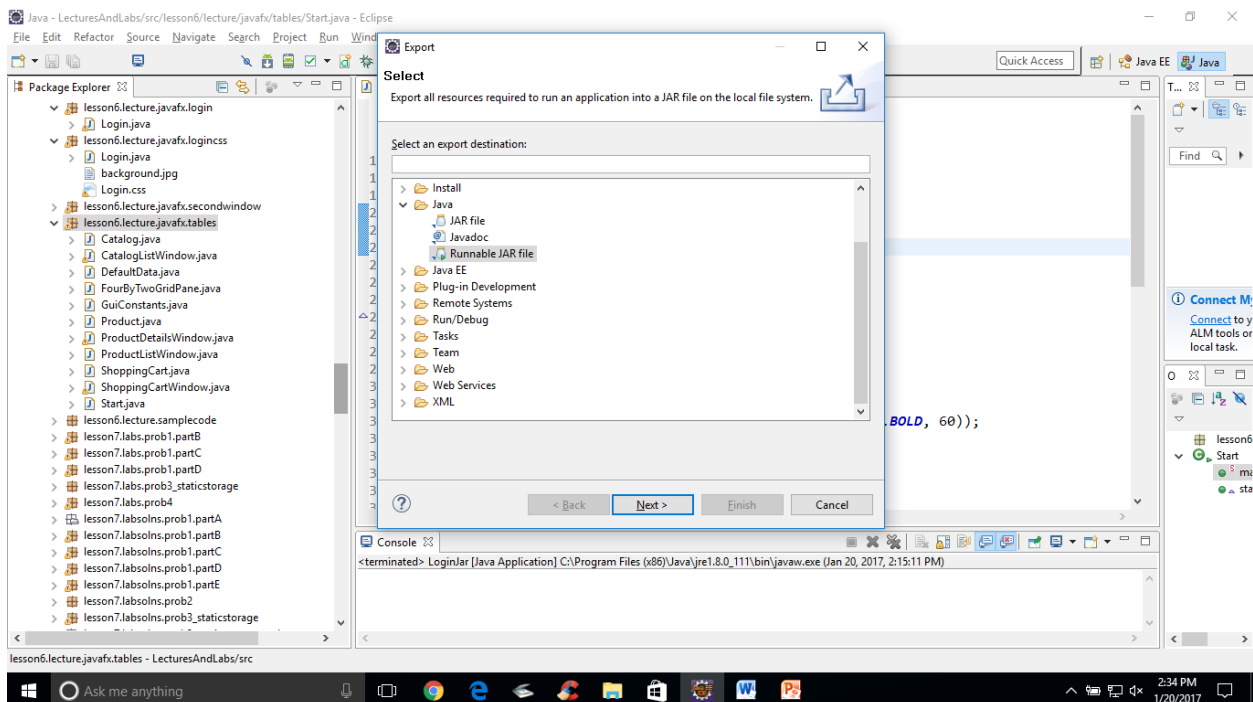 Java - LecturesAndLabs/src/lesson6/lecture/javafx/tables/Start.java - Eclipse
File Edit Refactor Source Navigate Search Project Run Wind
Quick Access
Java EE
Java
Package Explorer
lesson6.lecture.javafx.login
Login.java
lesson6.lecture.javafx.logincss
Login.java
background.jpg
Login.css
lesson6.lecture.javafx.secondwindow
lesson6.lecture.javafx.tables
Catalog.java
CatalogListWindow.java
DefaultData.java
FourByTwoGridPane.java
GuiConstants.java
Product.java
ProductDetailsWindow.java
ProductListWindow.java
ShoppingCart.java
ShoppingCartWindow.java
Start.java
lesson6.lecture.samplecode
lesson7.labs.prob1.partB
lesson7.labs.prob1.partC
lesson7.labs.prob1.partD
lesson7.labs.prob3_staticstorage
lesson7.labs.prob4
lesson7.labsolns.prob1.partA
lesson7.labsolns.prob1.partB
lesson7.labsolns.prob1.partC
lesson7.labsolns.prob1.partD
lesson7.labsolns.prob1.partE
lesson7.labsolns.prob2
lesson7.labsolns.prob3_staticstorage
Export
Select
Export all resources required to run an application into a JAR file on the local file system.
Select an export destination:
Install
Java
JAR file
Javadoc
Runnable JAR file
Java EE
Plug-in Development
Remote Systems
Run/Debug
Tasks
Team
Web
Web Services
XML
< Back
Next >
Finish
Cancel
.BOLD, 60));
Console
<terminated> LoginJar [Java Application] C:\Program Files (x86)\Java\jre1.8.0_111\bin\javaw.exe (Jan 20, 2017, 2:15:11 PM)
T...
Find
Connect My
Connect to y
ALM tools or
local task.
O
lesson6
Start
ma
sta
lesson6.lecture.javafx.tables - LecturesAndLabs/src
Ask me anything
2:34 PM
1/20/2017